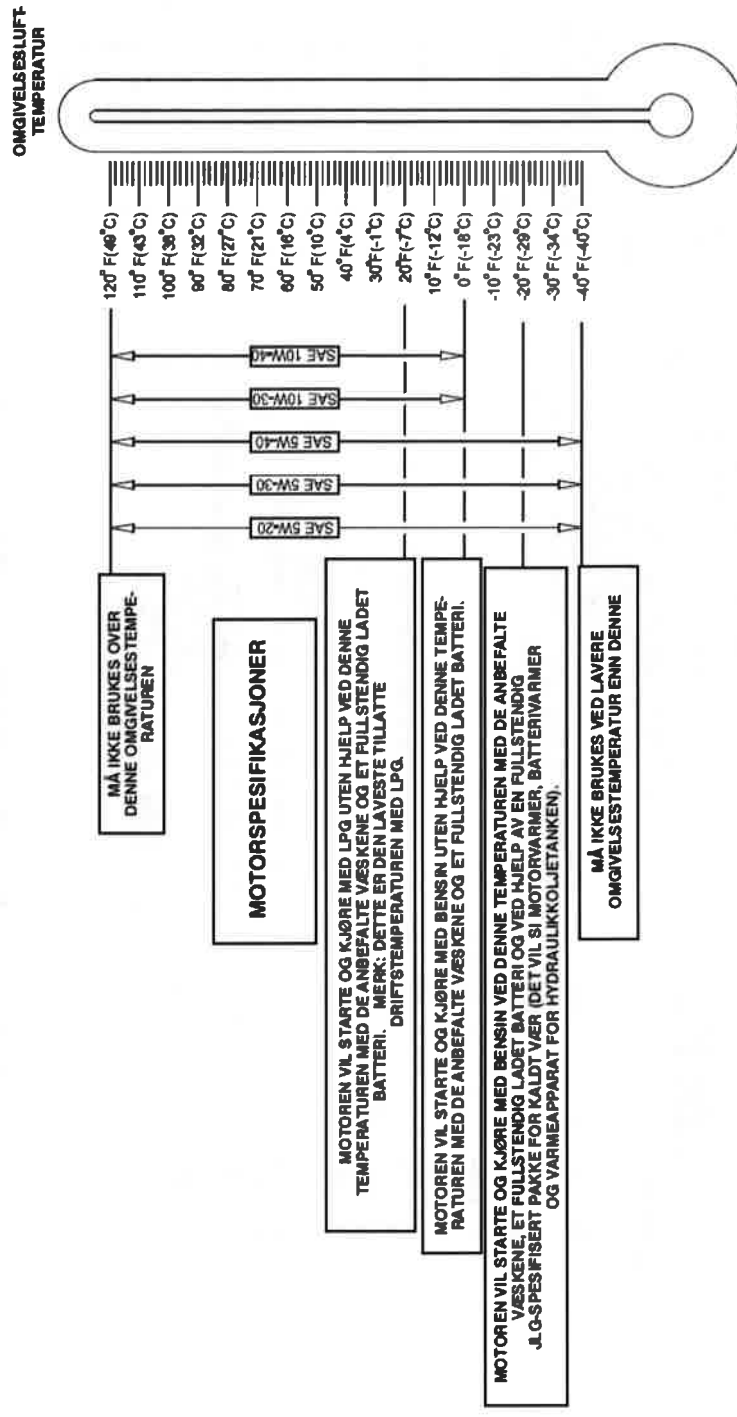 OMGIVELSESLUFT-
TEMPERATUR
120°F(49°C)
110°F(43°C)
100°F(38°C)
90°F(32°C)
80°F(27°C)
70°F(21°C)
60°F(16°C)
50°F(10°C)
40°F(4°C)
30°F(-1°C)
20°F(-7°C)
10°F(-12°C)
0°F(-18°C)
-10°F(-23°C)
-20°F(-29°C)
-30°F(-34°C)
-40°F(-40°C)
SAE 5W-20
SAE 5W-30
SAE 5W-40
SAE 10W-30
SAE 10W-40
MÅ IKKE BRUKES OVER
DENNE OMGIVELSESTEMPE-
RATUREN
MOTORSPESIFIKASJONER
MOTOREN VIL STARTE OG KJØRE MED LPG UTEN HJELP VED DENNE
TEMPERATUREN MED DE ANBEFALTE VÆSKENE OG ET FULLSTENDIG LADET
BATTERI. MERK: DETTE ER DEN LAVESTE TILLATTE
DRIFTSTEMPERATUREN MED LPG.
MOTOREN VIL STARTE OG KJØRE MED BENSIN UTEN HJELP VED DENNE TEMPE-
RATUREN MED DE ANBEFALTE VÆSKENE OG ET FULLSTENDIG LADET BATTERI.
MOTOREN VIL STARTE OG KJØRE MED BENSIN VED DENNE TEMPERATUREN MED DE ANBEFALTE
VÆSKENE, ET FULLSTENDIG LADET BATTERI OG VED HJELP AV EN FULLSTENDIG
JLG-SPESIFISERT PAKKE FOR KALDT VÆR (DET VIL SI MOTORVARMER, BATTERIVARMER
OG VARMEAPPARAT FOR HYDRAULIKKOLJETANKEN).
MÅ IKKE BRUKES VED LAVERE
OMGIVELSESTEMPERATUR ENN DENNE